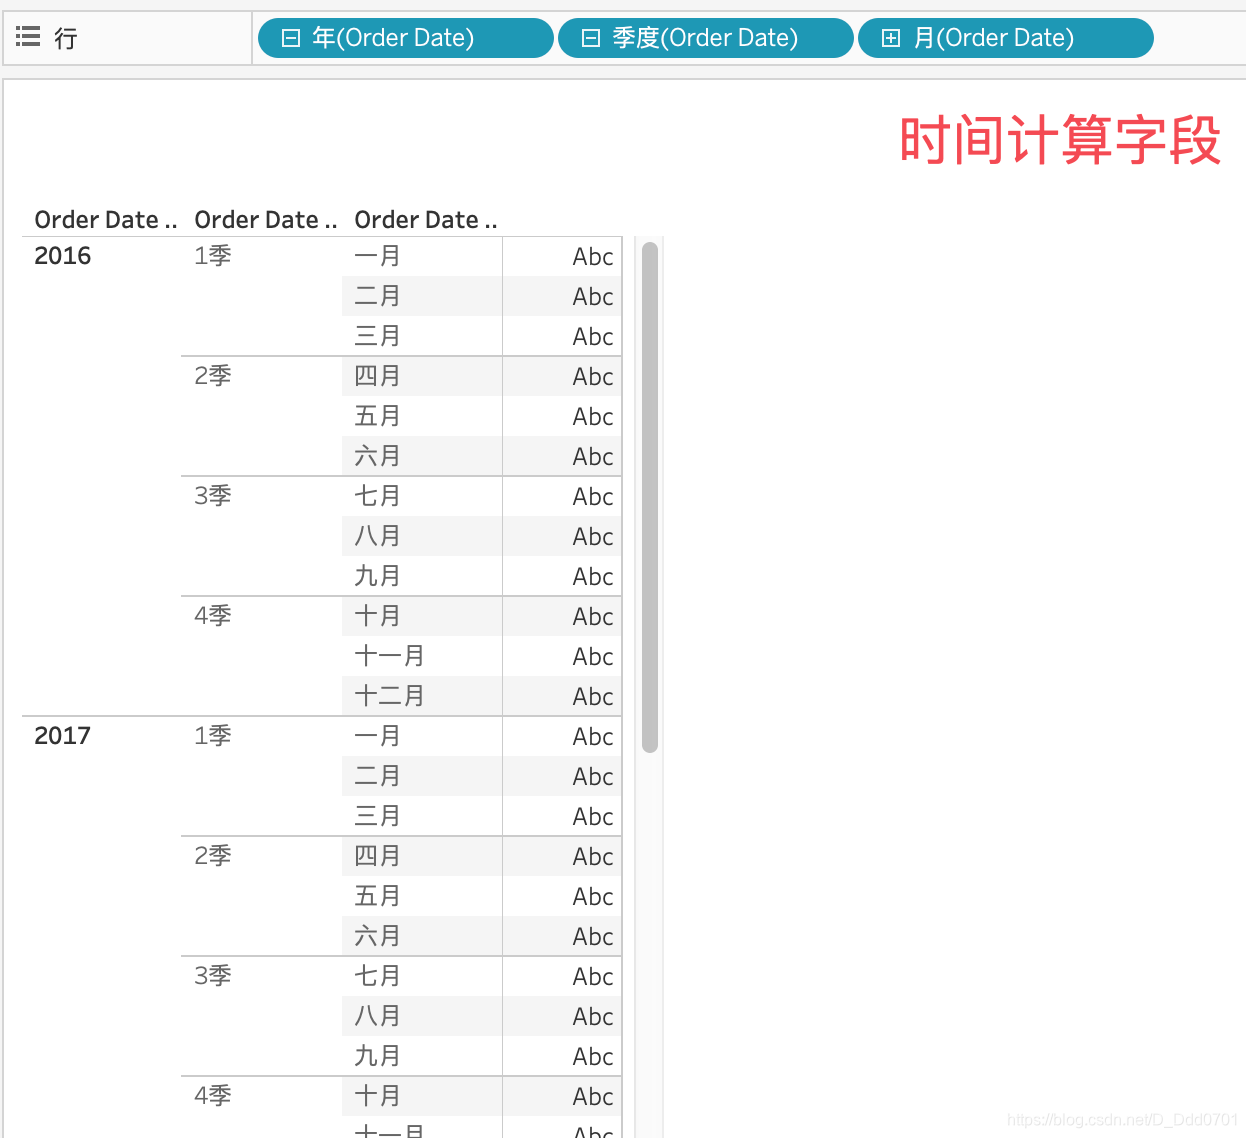 行 年(Order Date) 季度(Order Date) 月(Order Date)
时间计算字段
Order Date .. Order Date .. Order Date ..
2016 1季 一月 Abc
二月 Abc
三月 Abc
2季 四月 Abc
五月 Abc
六月 Abc
3季 七月 Abc
八月 Abc
九月 Abc
4季 十月 Abc
十一月 Abc
十二月 Abc
2017 1季 一月 Abc
二月 Abc
三月 Abc
2季 四月 Abc
五月 Abc
六月 Abc
3季 七月 Abc
八月 Abc
九月 Abc
4季 十月 Abc
十一月 Abc
https://blog.csdn.net/D_Ddd0701